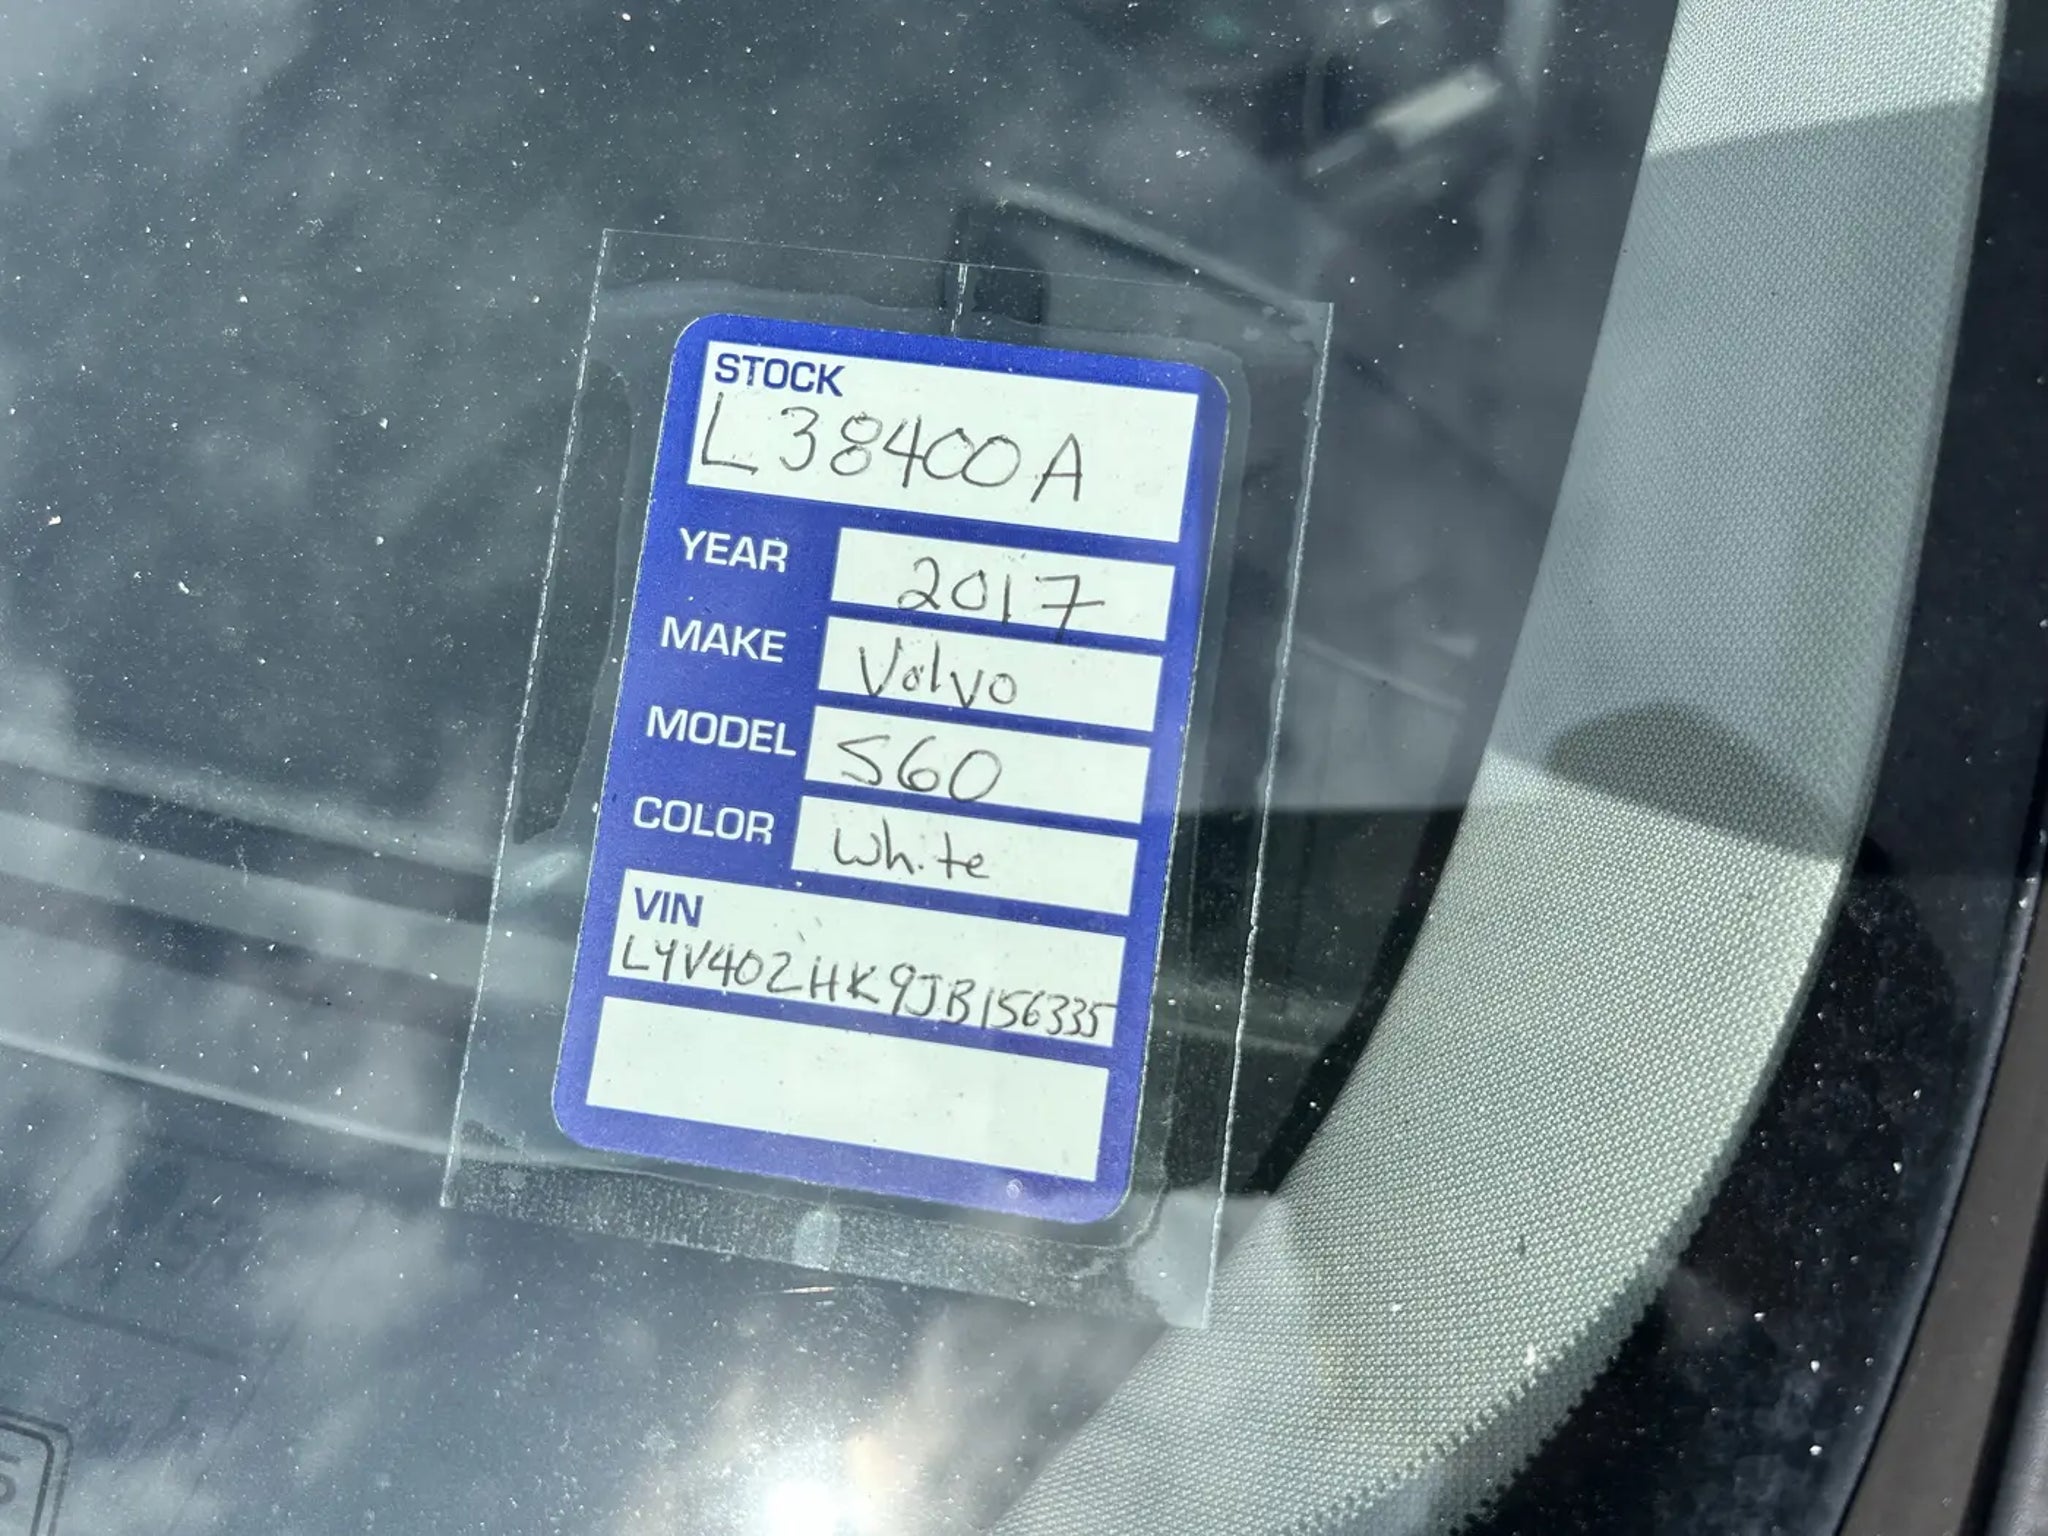 STOCK
L38400A
YEAR 2017
MAKE Volvo
MODEL S60
COLOR White
VIN
LYV402HK9JB156335